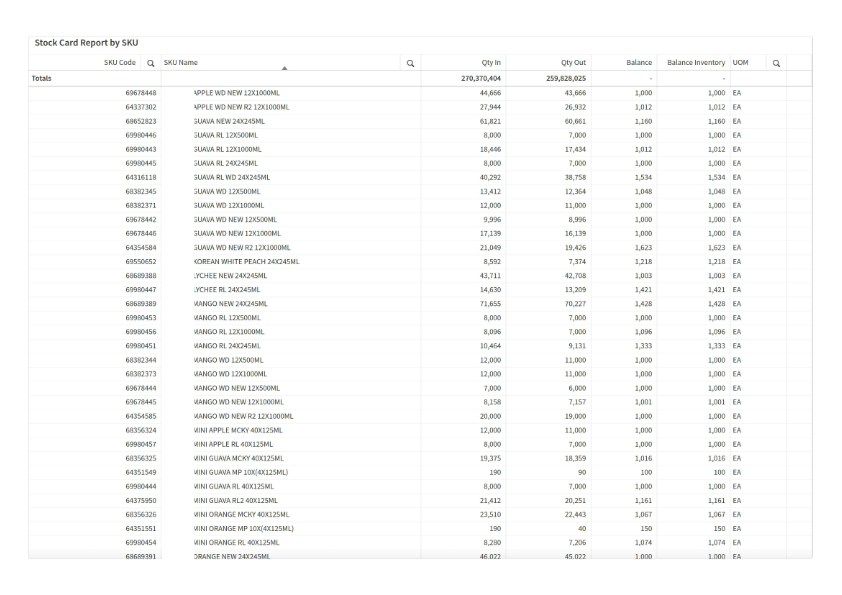 Stock Card Report by SKU
SKU Code SKU Name Qty In Qty Out Balance Balance Inventory UOM
Totals 270,370,404 259,828,025 - -
69678448 APPLE WD NEW 12X1000ML 44,666 43,666 1,000 1,000 EA
64337302 APPLE WD NEW R2 12X1000ML 27,944 26,932 1,012 1,012 EA
68652823 GUAVA NEW 24X245ML 61,821 60,661 1,160 1,160 EA
69980446 GUAVA RL 12X500ML 8,000 7,000 1,000 1,000 EA
69980443 GUAVA RL 12X1000ML 18,446 17,434 1,012 1,012 EA
69980445 GUAVA RL 24X245ML 8,000 7,000 1,000 1,000 EA
64316118 GUAVA RL WD 24X245ML 40,292 38,758 1,534 1,534 EA
68382345 GUAVA WD 12X500ML 13,412 12,364 1,048 1,048 EA
68382371 GUAVA WD 12X1000ML 12,000 11,000 1,000 1,000 EA
69678442 GUAVA WD NEW 12X500ML 9,996 8,996 1,000 1,000 EA
69678446 GUAVA WD NEW 12X1000ML 17,139 16,139 1,000 1,000 EA
64354584 GUAVA WD NEW R2 12X1000ML 21,049 19,426 1,623 1,623 EA
69550652 KOREAN WHITE PEACH 24X245ML 8,592 7,374 1,218 1,218 EA
68689388 LYCHEE NEW 24X245ML 43,711 42,708 1,003 1,003 EA
69980447 LYCHEE RL 24X245ML 14,630 13,209 1,421 1,421 EA
68689389 MANGO NEW 24X245ML 71,655 70,227 1,428 1,428 EA
69980453 MANGO RL 12X500ML 8,000 7,000 1,000 1,000 EA
69980456 MANGO RL 12X1000ML 8,096 7,000 1,096 1,096 EA
69980451 MANGO RL 24X245ML 10,464 9,131 1,333 1,333 EA
68382344 MANGO WD 12X500ML 12,000 11,000 1,000 1,000 EA
68382373 MANGO WD 12X1000ML 12,000 11,000 1,000 1,000 EA
69678444 MANGO WD NEW 12X500ML 7,000 6,000 1,000 1,000 EA
69678445 MANGO WD NEW 12X1000ML 8,158 7,157 1,001 1,001 EA
64354585 MANGO WD NEW R2 12X1000ML 20,000 19,000 1,000 1,000 EA
68356324 MINI APPLE MCKY 40X125ML 12,000 11,000 1,000 1,000 EA
69980457 MINI APPLE RL 40X125ML 8,000 7,000 1,000 1,000 EA
68356325 MINI GUAVA MCKY 40X125ML 19,375 18,359 1,016 1,016 EA
64351549 MINI GUAVA MP 10X(4X125ML) 190 90 100 100 EA
69980444 MINI GUAVA RL 40X125ML 8,000 7,000 1,000 1,000 EA
64375950 MINI GUAVA RL2 40X125ML 21,412 20,251 1,161 1,161 EA
68356326 MINI ORANGE MCKY 40X125ML 23,510 22,443 1,067 1,067 EA
64351551 MINI ORANGE MP 10X(4X125ML) 190 40 150 150 EA
69980454 MINI ORANGE RL 40X125ML 8,280 7,206 1,074 1,074 EA
68689391 ORANGE NEW 24X245ML 46,022 45,022 1,000 1,000 EA